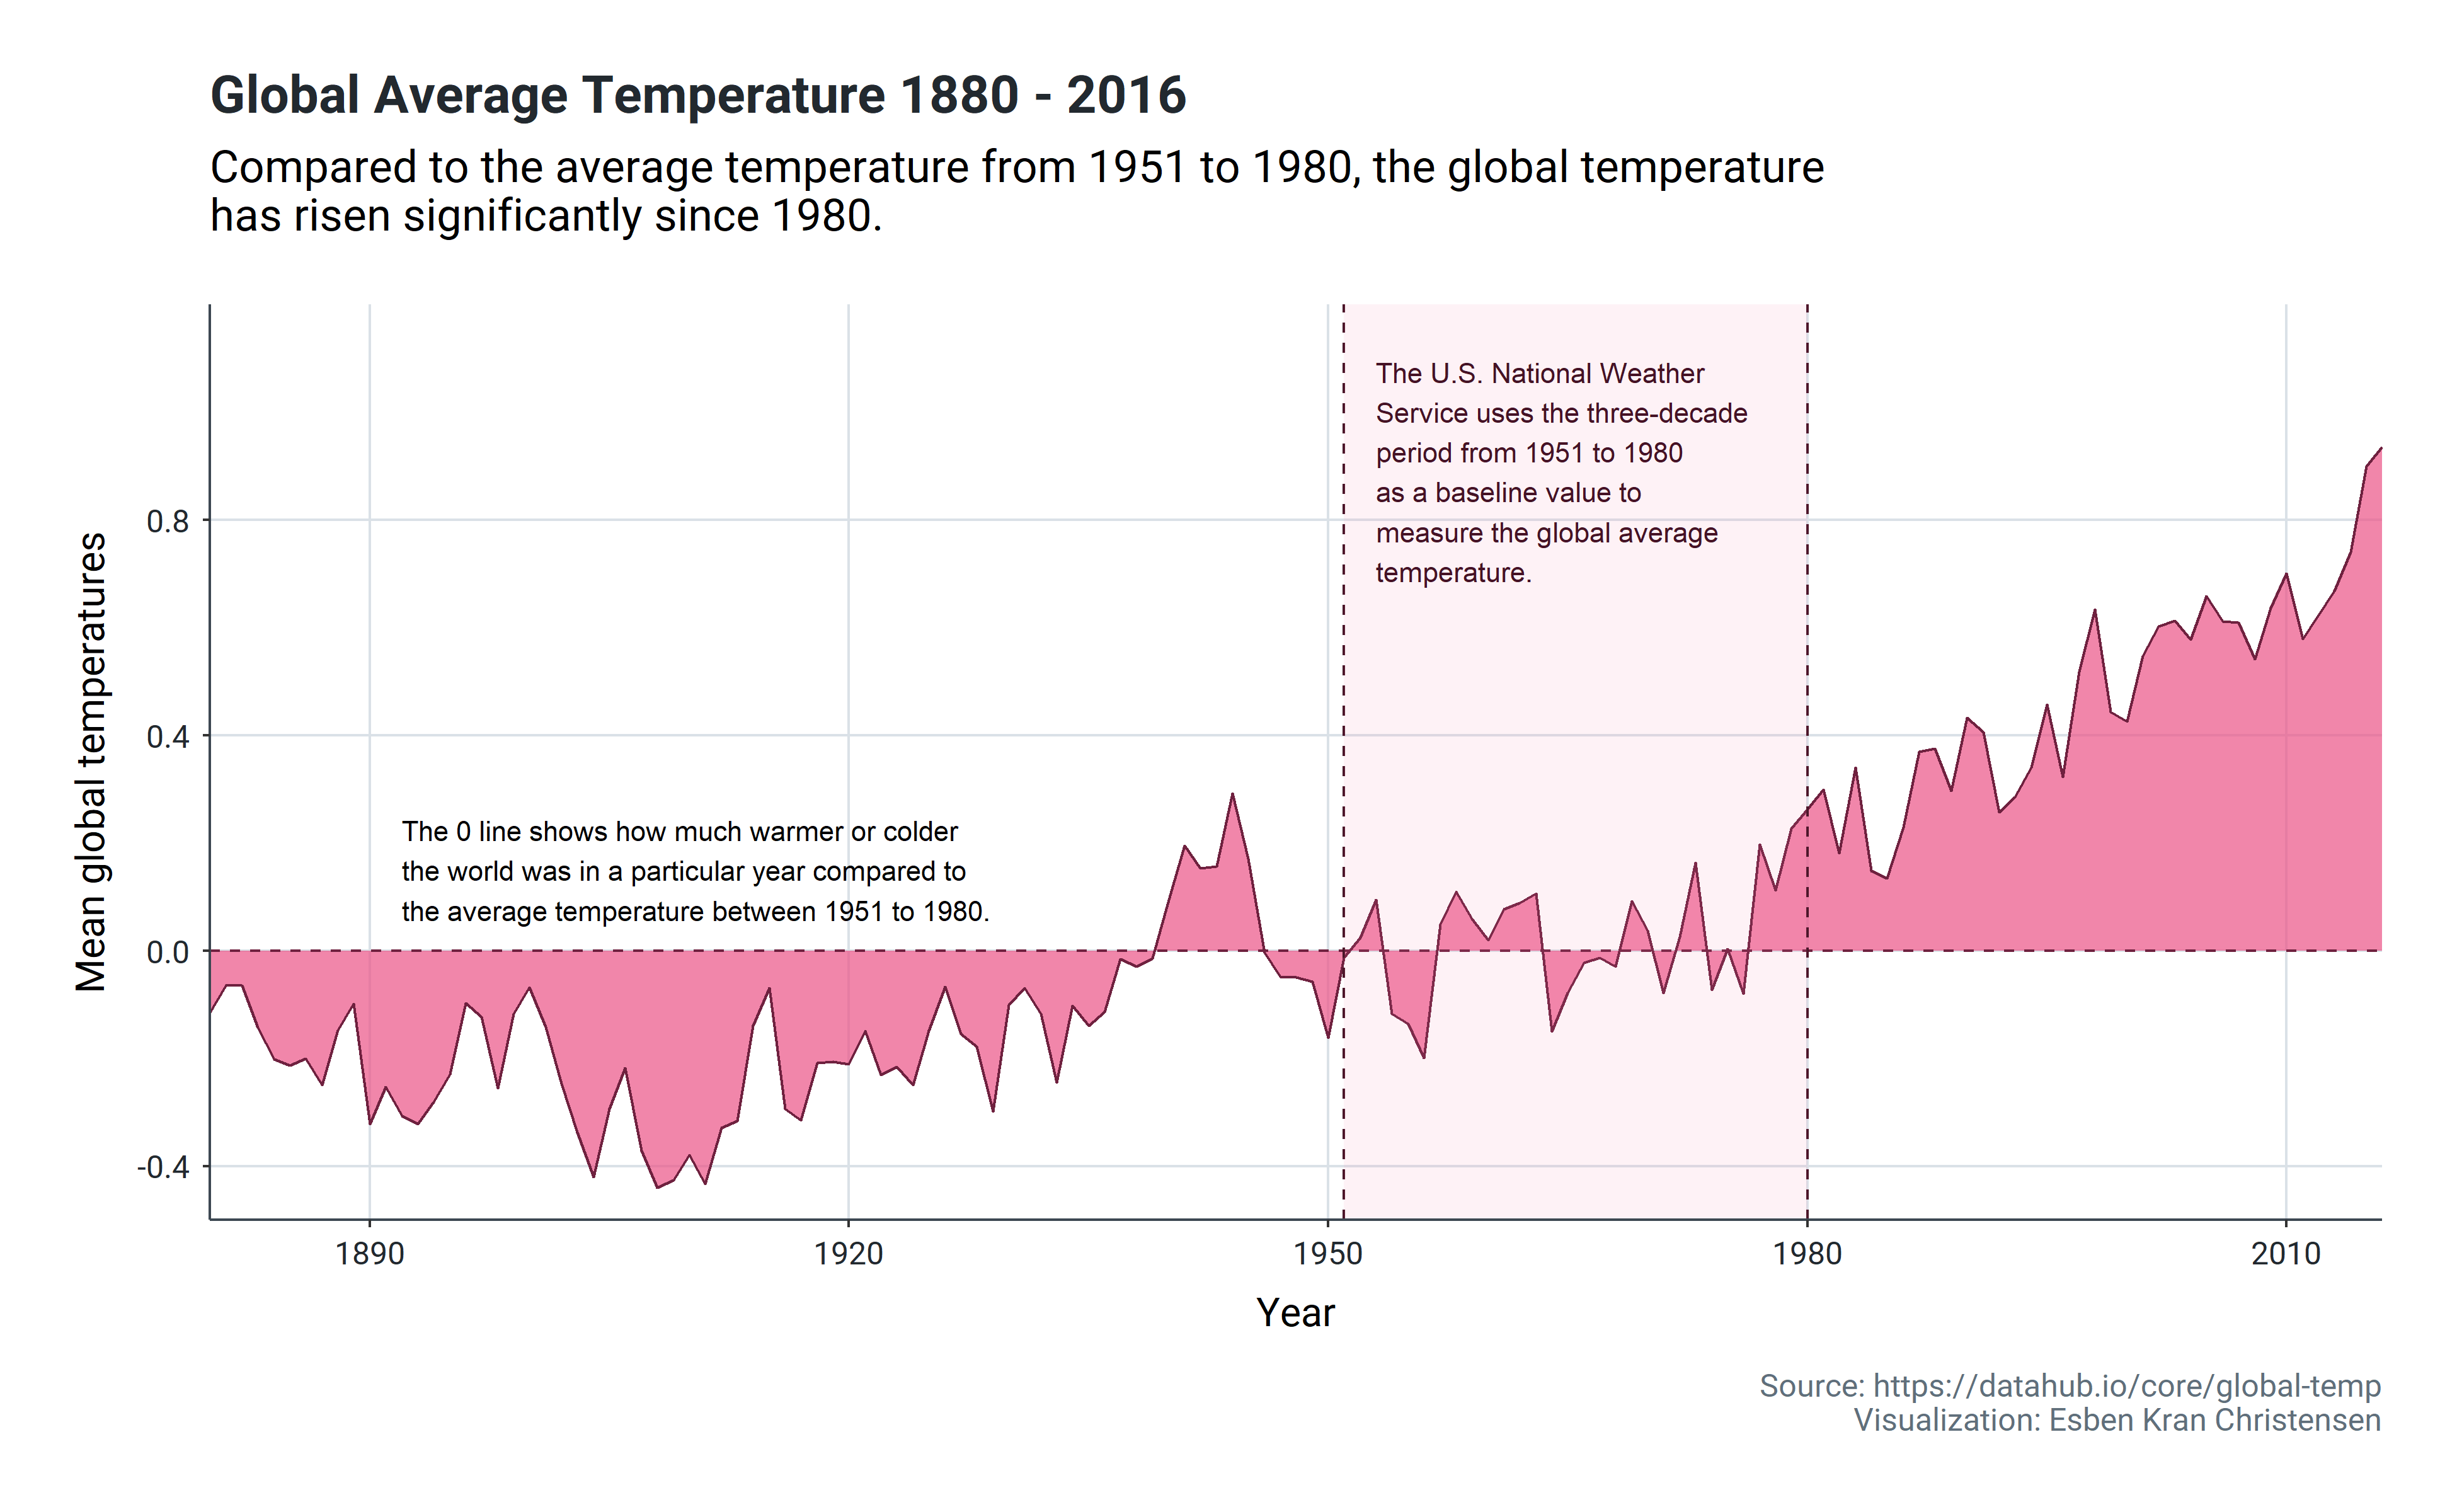 Global Average Temperature 1880 - 2016
Compared to the average temperature from 1951 to 1980, the global temperature
has risen significantly since 1980.
The U.S. National Weather
Service uses the three-decade
period from 1951 to 1980
as a baseline value to
measure the global average
temperature.
The 0 line shows how much warmer or colder
the world was in a particular year compared to
the average temperature between 1951 to 1980.
Mean global temperatures
0.8
0.4
0.0
-0.4
1890
1920
1950
1980
2010
Year
Source: https://datahub.io/core/global-temp
Visualization: Esben Kran Christensen